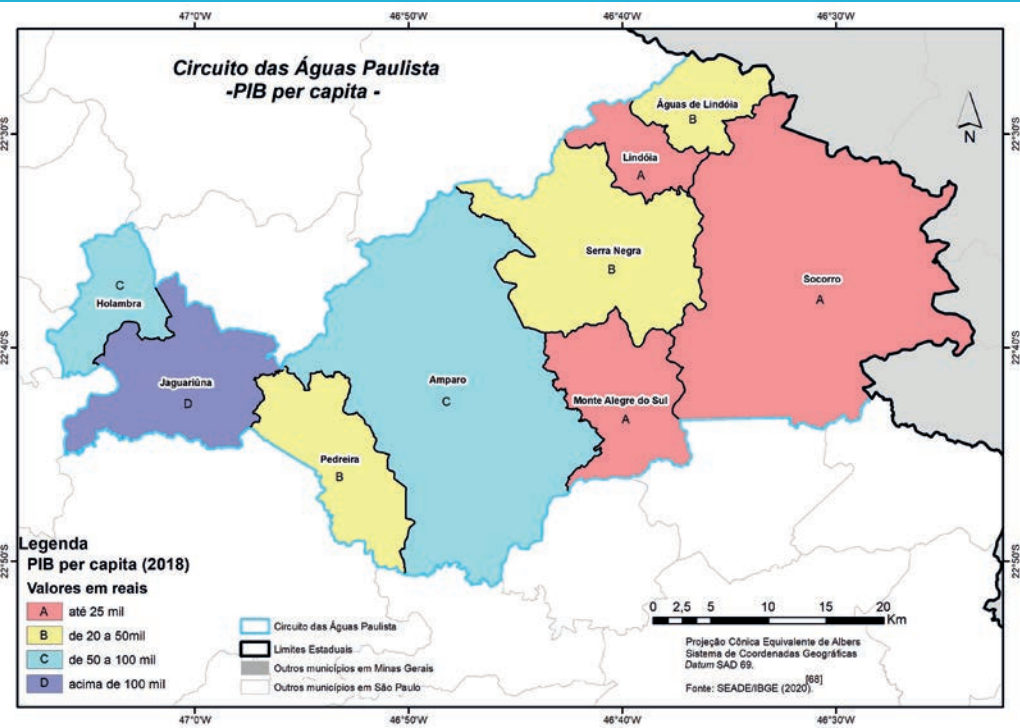 47°0'W
46°50'W
46°40'W
46°30'W
Circuito das Águas Paulista
-PIB per capita -
22°30'S
22°30'S
N
Águas de Lindóia
B
Lindóia
A
Serra Negra
B
Socorro
A
C
Holambra
22°40'S
22°40'S
Jaguariúna
D
Amparo
C
Monte Alegre do Sul
A
Pedreira
B
22°50'S
22°50'S
Legenda
PIB per capita (2018)
Valores em reais
A até 25 mil
B de 20 a 50mil
C de 50 a 100 mil
D acima de 100 mil
Circuito das Águas Paulista
Limites Estaduais
Outros municípios em Minas Gerais
Outros municípios em São Paulo
0 2,5 5 10 15 20
Km
Projeção Cônica Equivalente de Albers
Sistema de Coordenadas Geográficas
Datum SAD 69.
[68]
Fonte: SEADE/IBGE (2020).
47°0'W
46°50'W
46°40'W
46°30'W